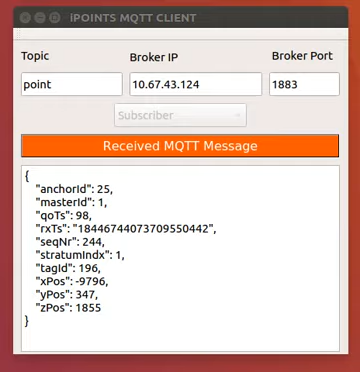 iPOINTS MQTT CLIENT
Topic Broker IP Broker Port
point 10.67.43.124 1883
Subscriber
Received MQTT Message
{
    "anchorId": 25,
    "masterId": 1,
    "qoTs": 98,
    "rxTs": "18446744073709550442",
    "seqNr": 244,
    "stratumIndx": 1,
    "tagId": 196,
    "xPos": -9796,
    "yPos": 347,
    "zPos": 1855
}